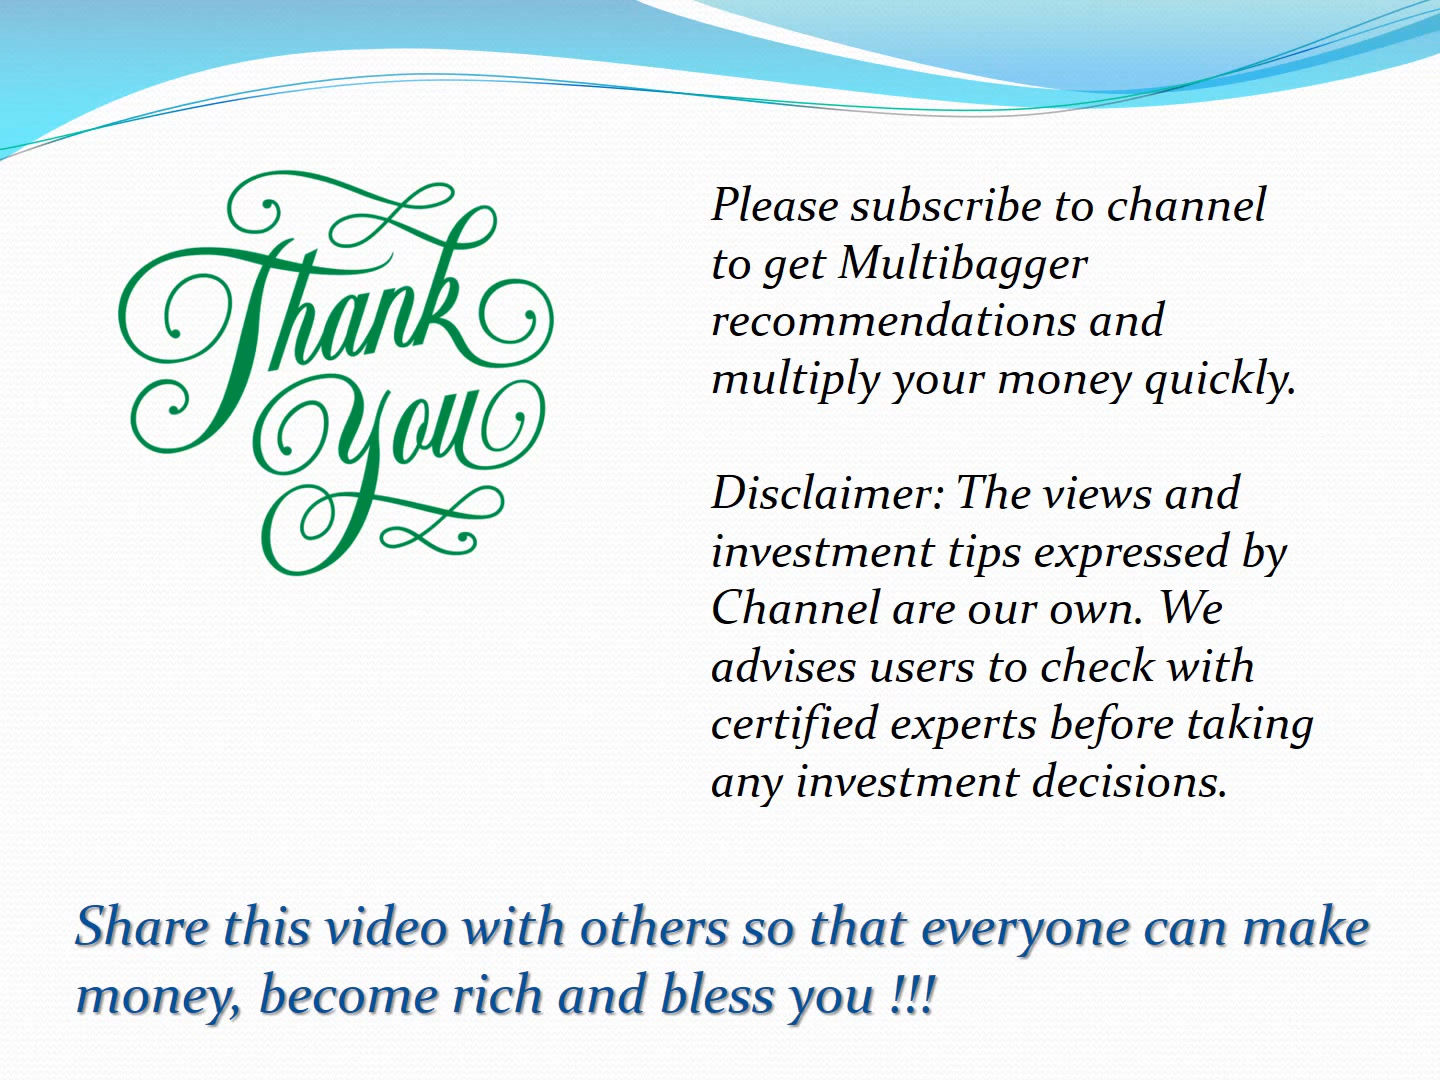 Thank
You
Please subscribe to channel
to get Multibagger
recommendations and
multiply your money quickly.
Disclaimer: The views and
investment tips expressed by
Channel are our own. We
advises users to check with
certified experts before taking
any investment decisions.
Share this video with others so that everyone can make
money, become rich and bless you !!!